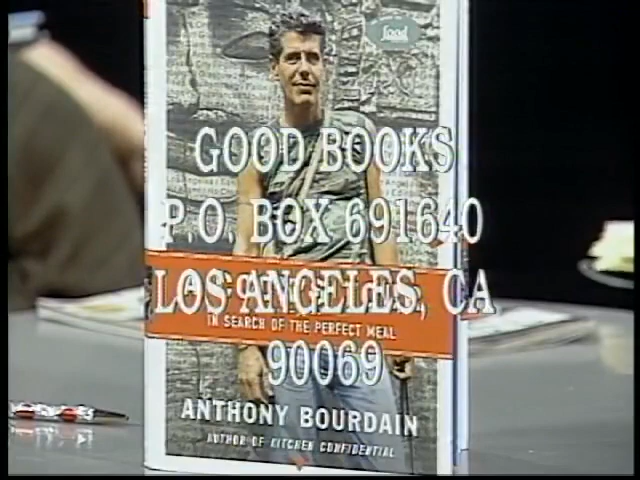 food
GOOD BOOKS
P.O. BOX 691640
LOS ANGELES, CA
90069
IN SEARCH OF THE PERFECT MEAL
ANTHONY BOURDAIN
AUTHOR OF KITCHEN CONFIDENTIAL